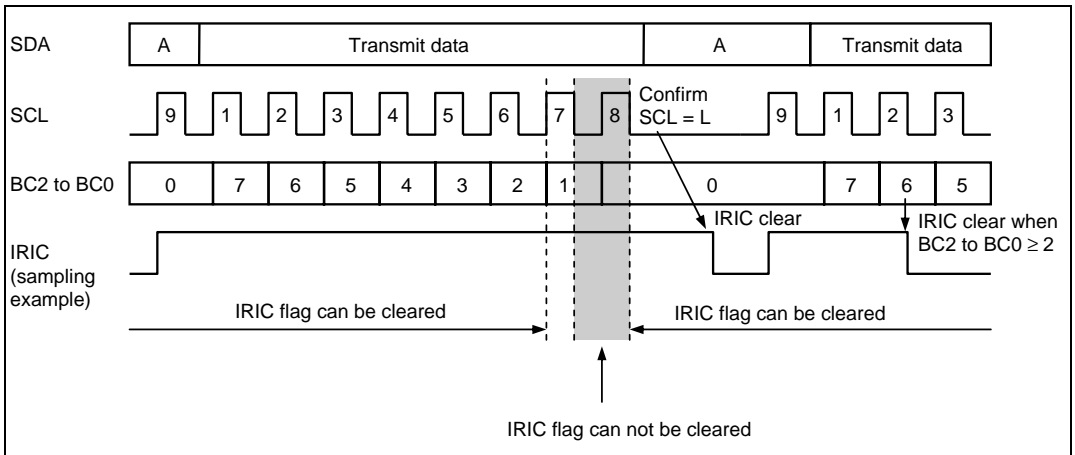 SDA A Transmit data A Transmit data
SCL 9 1 2 3 4 5 6 7 8 Confirm
SCL = L 9 1 2 3
BC2 to BC0 0 7 6 5 4 3 2 1 0 7 6 5
IRIC
(sampling
example)
IRIC clear
IRIC clear when
BC2 to BC0 ≥ 2
IRIC flag can be cleared
IRIC flag can be cleared
IRIC flag can not be cleared